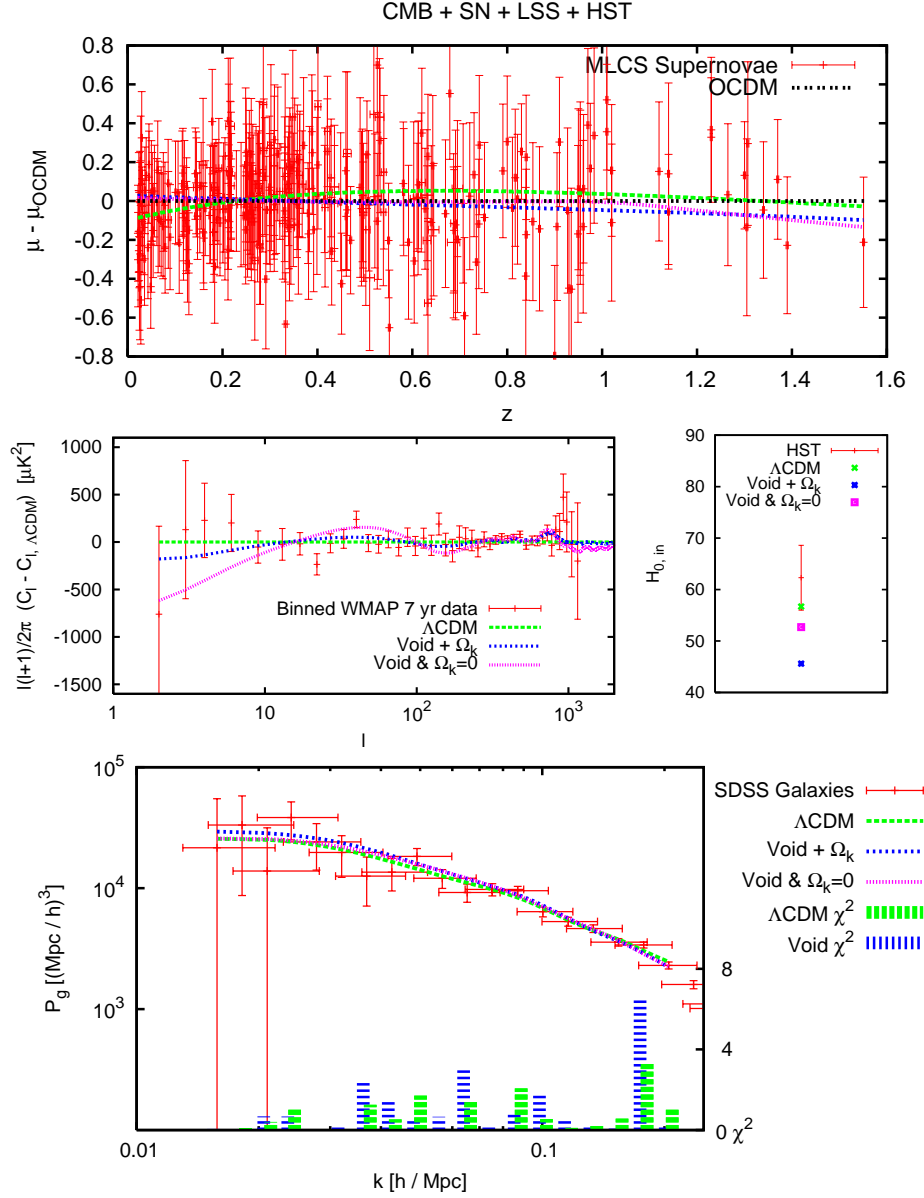 CMB + SN + LSS + HST
MLCS Supernovae
OCDM
μ - μOCDM
0.8
0.6
0.4
0.2
0
-0.2
-0.4
-0.6
-0.8
0 0.2 0.4 0.6 0.8 1 1.2 1.4 1.6
z
l(l+1)/2π (Cl - Cl, ΛCDM) [μK²]
1000
500
0
-500
-1000
-1500
Binned WMAP 7 yr data
ΛCDM
Void + Ωk
Void & Ωk=0
1 10 10² 10³
l
H0, in
90
80
70
60
50
40
HST
ΛCDM
Void + Ωk
Void & Ωk=0
Pg [(Mpc / h)³]
10⁵
10⁴
10³
8
4
0 χ²
0.01 0.1
k [h / Mpc]
SDSS Galaxies
ΛCDM
Void + Ωk
Void & Ωk=0
ΛCDM χ²
Void χ²